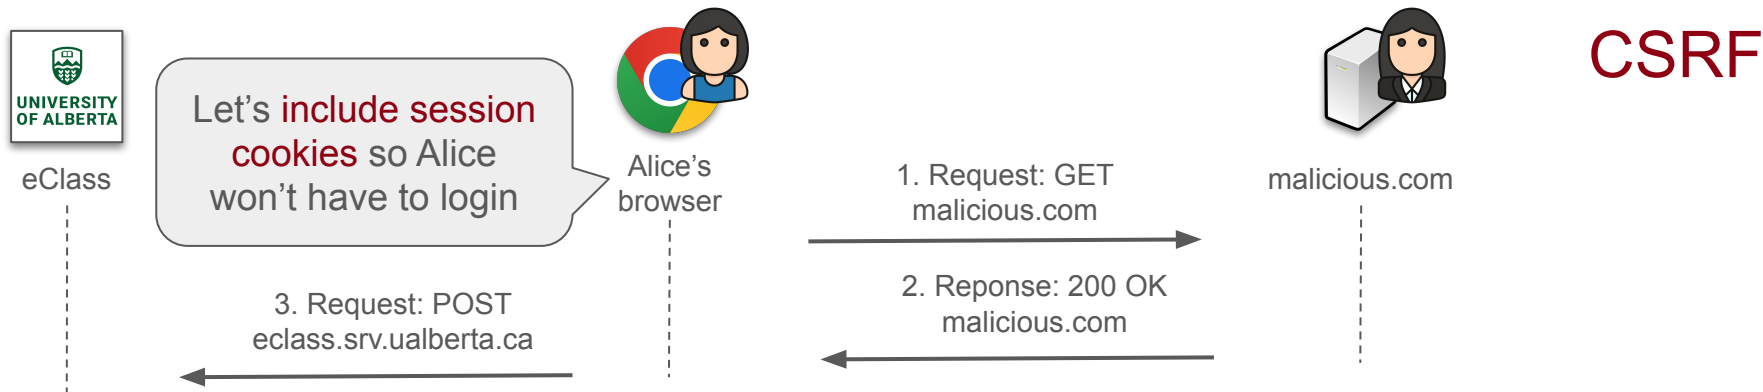 CSRF
UNIVERSITY
OF ALBERTA
eClass
Let's include session
cookies so Alice
won't have to login
Alice's
browser
malicious.com
1. Request: GET
malicious.com
2. Reponse: 200 OK
malicious.com
3. Request: POST
eclass.srv.ualberta.ca